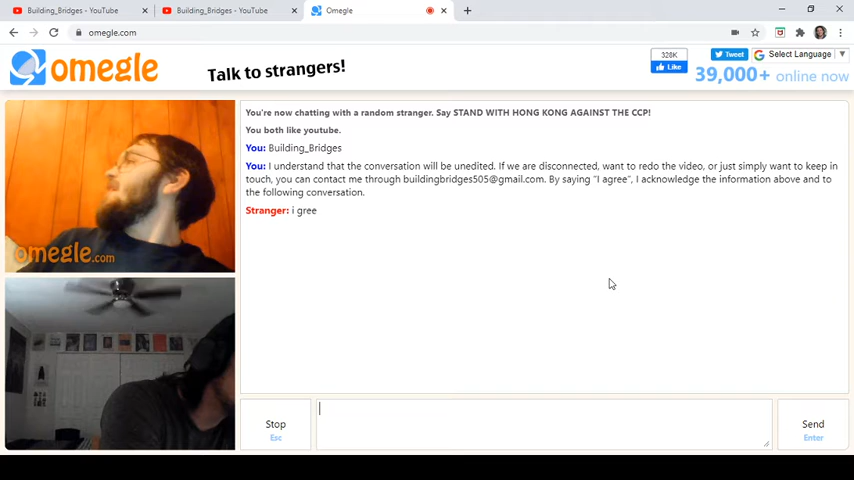 Building_Bridges - YouTube
Building_Bridges - YouTube
Omegle
omegle.com
omegle
Talk to strangers!
328K
Like
Tweet
Select Language
39,000+ online now
You're now chatting with a random stranger. Say STAND WITH HONG KONG AGAINST THE CCP!
You both like youtube.
You: Building_Bridges
You: I understand that the conversation will be unedited. If we are disconnected, want to redo the video, or just simply want to keep in
touch, you can contact me through buildingbridges505@gmail.com. By saying "I agree", I acknowledge the information above and to
the following conversation.
Stranger: i gree
omegle.com
Stop
Esc
Send
Enter